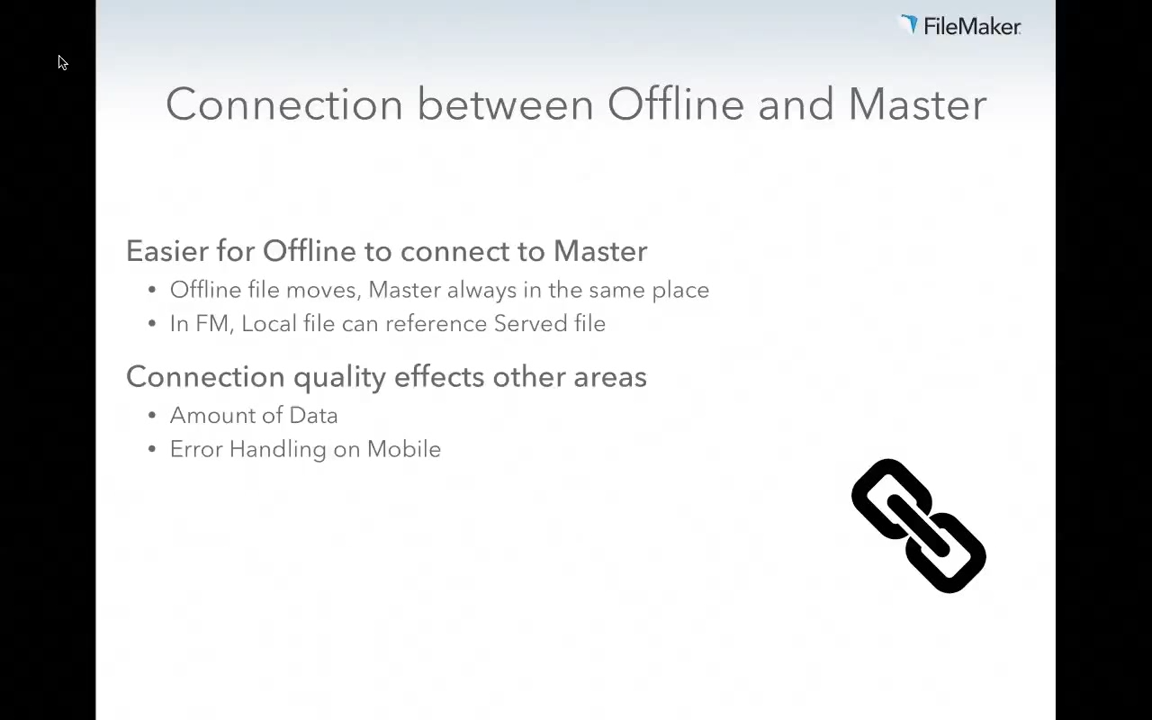 FileMaker
Connection between Offline and Master
Easier for Offline to connect to Master
• Offline file moves, Master always in the same place
• In FM, Local file can reference Served file
Connection quality effects other areas
• Amount of Data
• Error Handling on Mobile